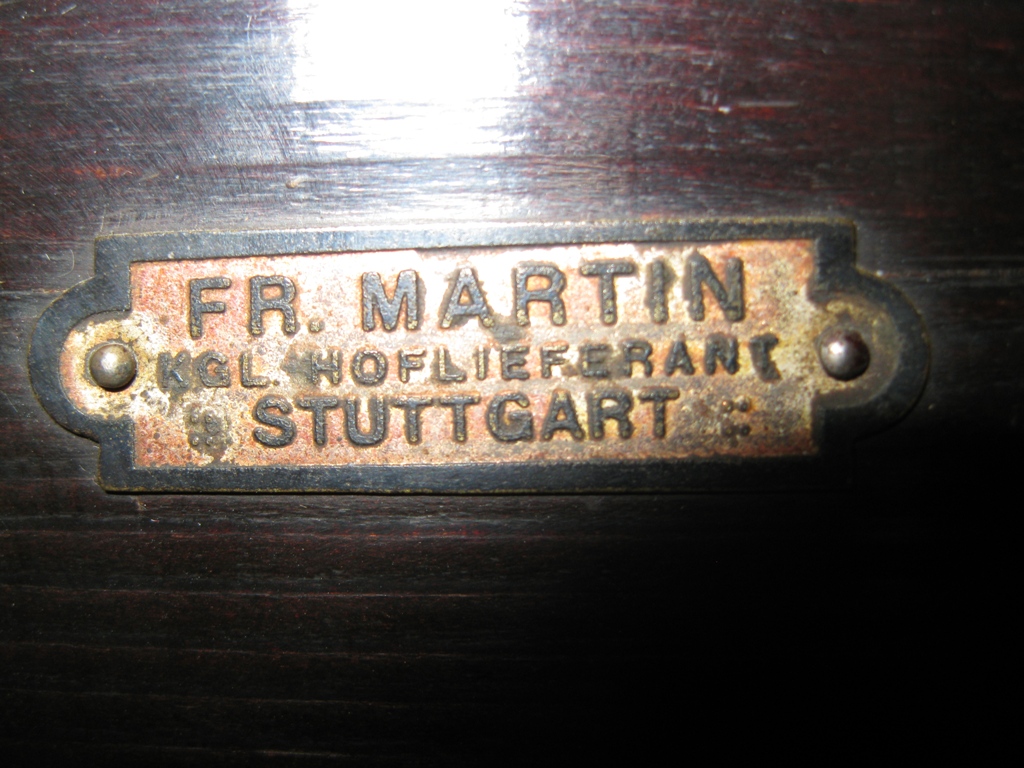 FR. MARTIN
KGL. HOFLIEFERANT
STUTTGART